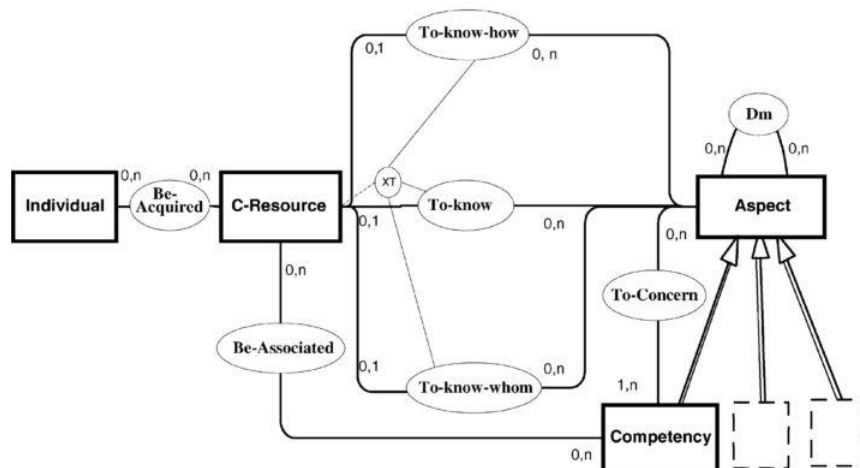 To-know-how
0,1
0, n
Dm
0,n
0,n
0,n
0,n
Individual
Be-
Acquired
C-Resource
XT
To-know
Aspect
0,1
0,n
0,n
0,n
To-Concern
Be-Associated
0,1
0,n
To-know-whom
1,n
Competency
0,n